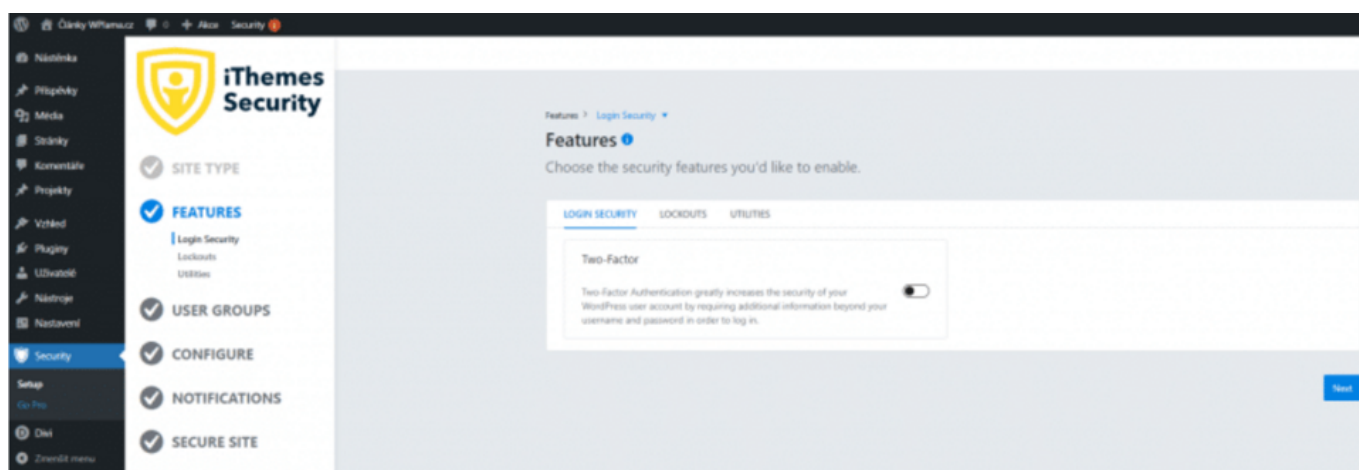 Články WPlama.cz 0 + Akce Security
Nástěnka
Příspěvky
Média
Stránky
Komentáře
Projekty
Vzhled
Pluginy
Uživatelé
Nástroje
Nastavení
Security
Setup
Go Pro
Divi
Zmenšit menu
iThemes
Security
SITE TYPE
FEATURES
Login Security
Lockouts
Utilities
USER GROUPS
CONFIGURE
NOTIFICATIONS
SECURE SITE
Features > Login Security
Features
Choose the security features you'd like to enable.
LOGIN SECURITY LOCKOUTS UTILITIES
Two-Factor
Two-Factor Authentication greatly increases the security of your
WordPress user account by requiring additional information beyond your
username and password in order to log in.
Next